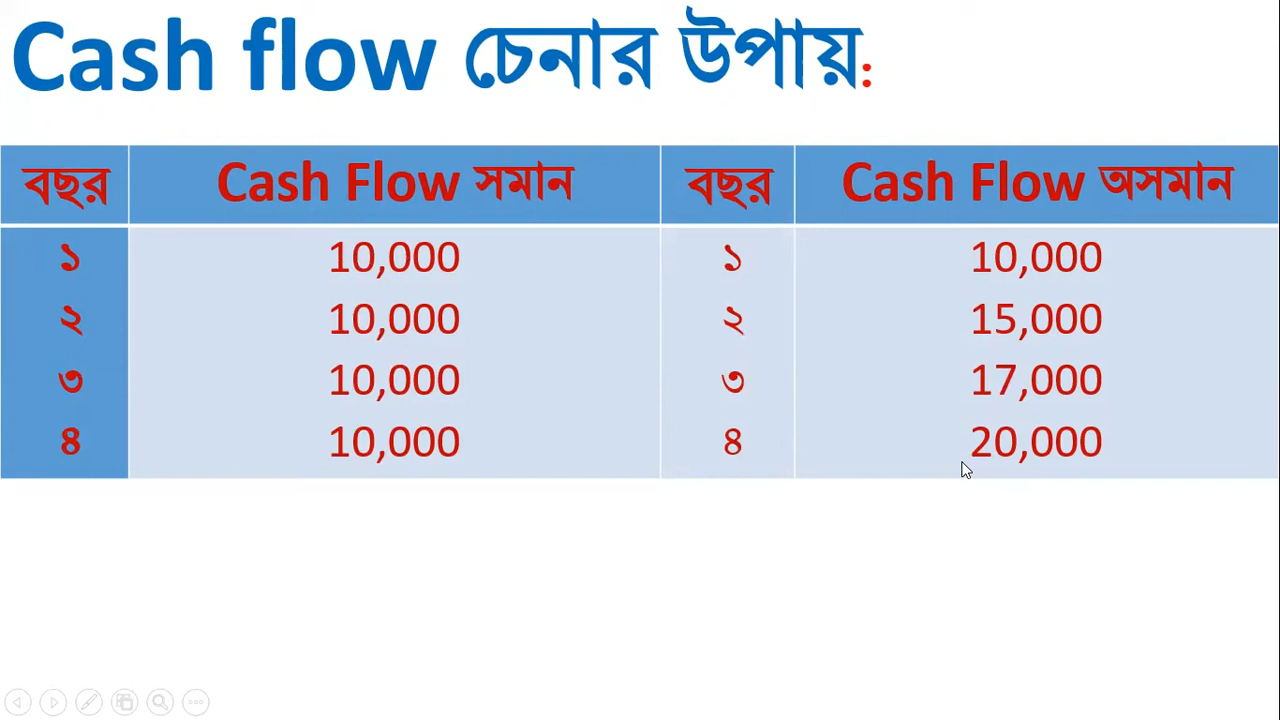 Cash flow চেনার উপায়:
বছর Cash Flow সমান বছর Cash Flow অসমান
১ 10,000 ১ 10,000
২ 10,000 ২ 15,000
৩ 10,000 ৩ 17,000
৪ 10,000 ৪ 20,000